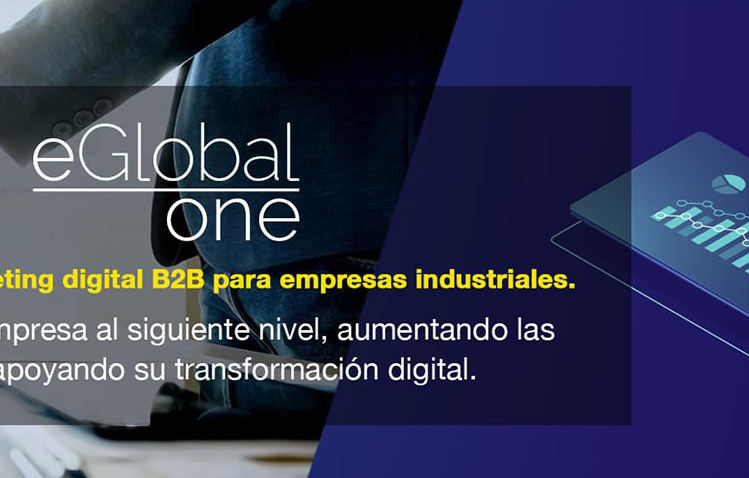 eGlobal
one
eting digital B2B para empresas industriales.
mpresa al siguiente nivel, aumentando las
apoyando su transformación digital.